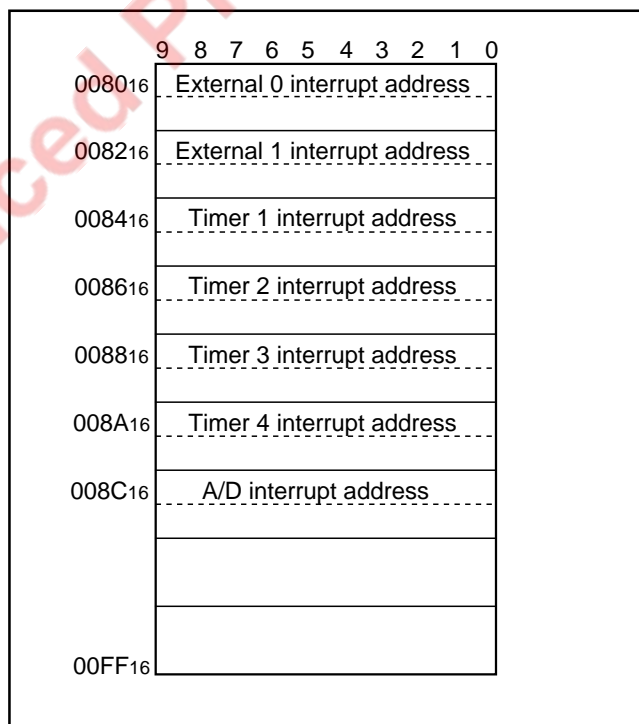 nced Pr
9 8 7 6 5 4 3 2 1 0
008016 External 0 interrupt address
008216 External 1 interrupt address
008416 Timer 1 interrupt address
008616 Timer 2 interrupt address
008816 Timer 3 interrupt address
008A16 Timer 4 interrupt address
008C16 A/D interrupt address
00FF16